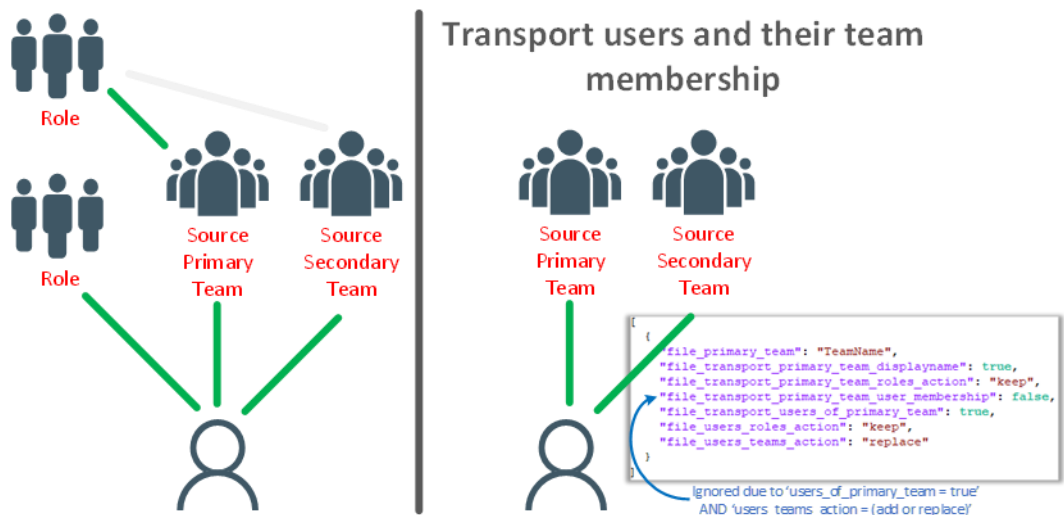 Transport users and their team
membership
Role
Role
Source
Primary
Team
Source
Secondary
Team
Source
Primary
Team
Source
Secondary
Team
[
{
"file_primary_team": "TeamName",
"file_transport_primary_team_displayname": true,
"file_transport_primary_team_roles_action": "keep",
"file_transport_primary_team_user_membership": false,
"file_transport_users_of_primary_team": true,
"file_users_roles_action": "keep",
"file_users_teams_action": "replace"
}
]
Ignored due to 'users_of_primary_team = true'
AND 'users_teams_action = (add or replace)'